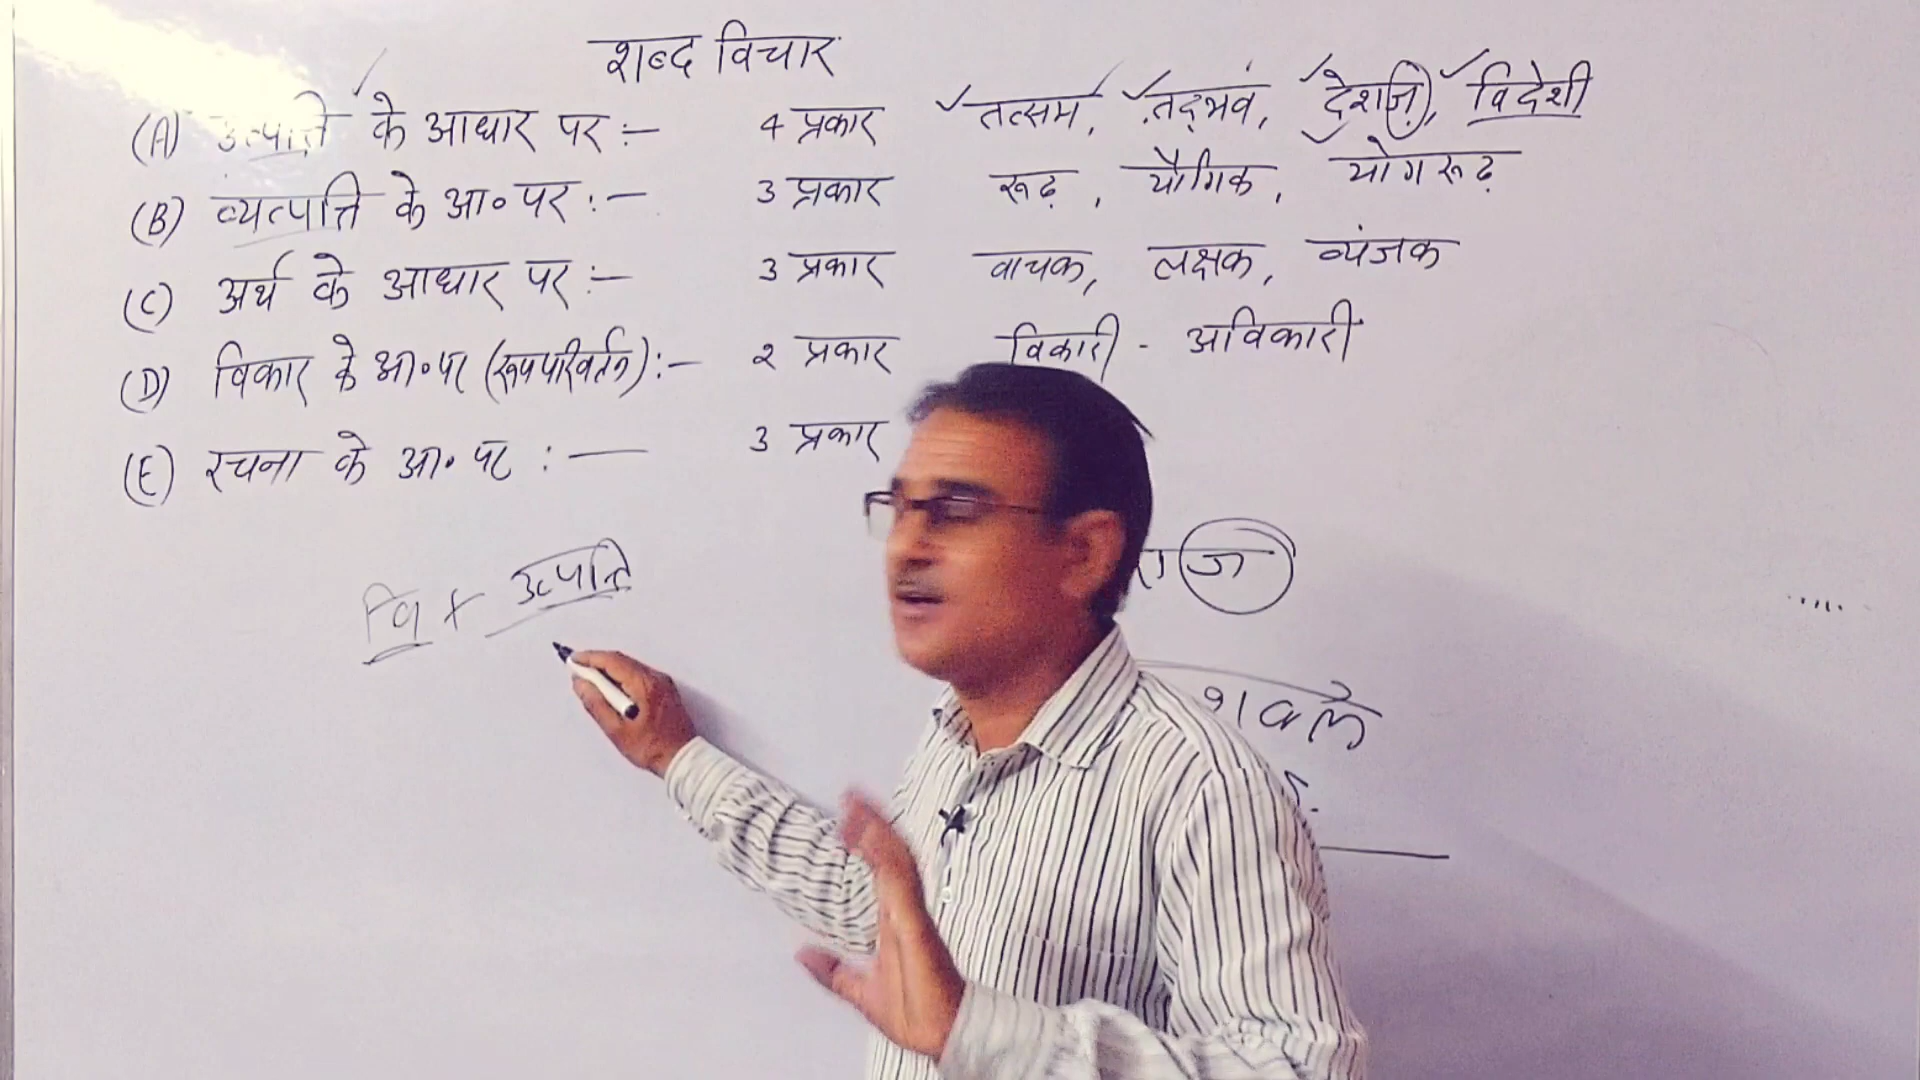 शब्द विचार
(A) उत्पत्ति के आधार पर :- 4 प्रकार तत्सम, तद्भव, देशज, विदेशी
(B) व्यत्पत्ति के आ० पर :- 3 प्रकार रूढ़, यौगिक, योगरूढ़
(C) अर्थ के आधार पर :- 3 प्रकार वाचक, लक्षक, व्यंजक
(D) विकार के आ० पर (रूपपरिवर्तन) :- २ प्रकार विकारी - अविकारी
(E) रचना के आ० पर :- 3 प्रकार
वि + उत्पत्ति
ज